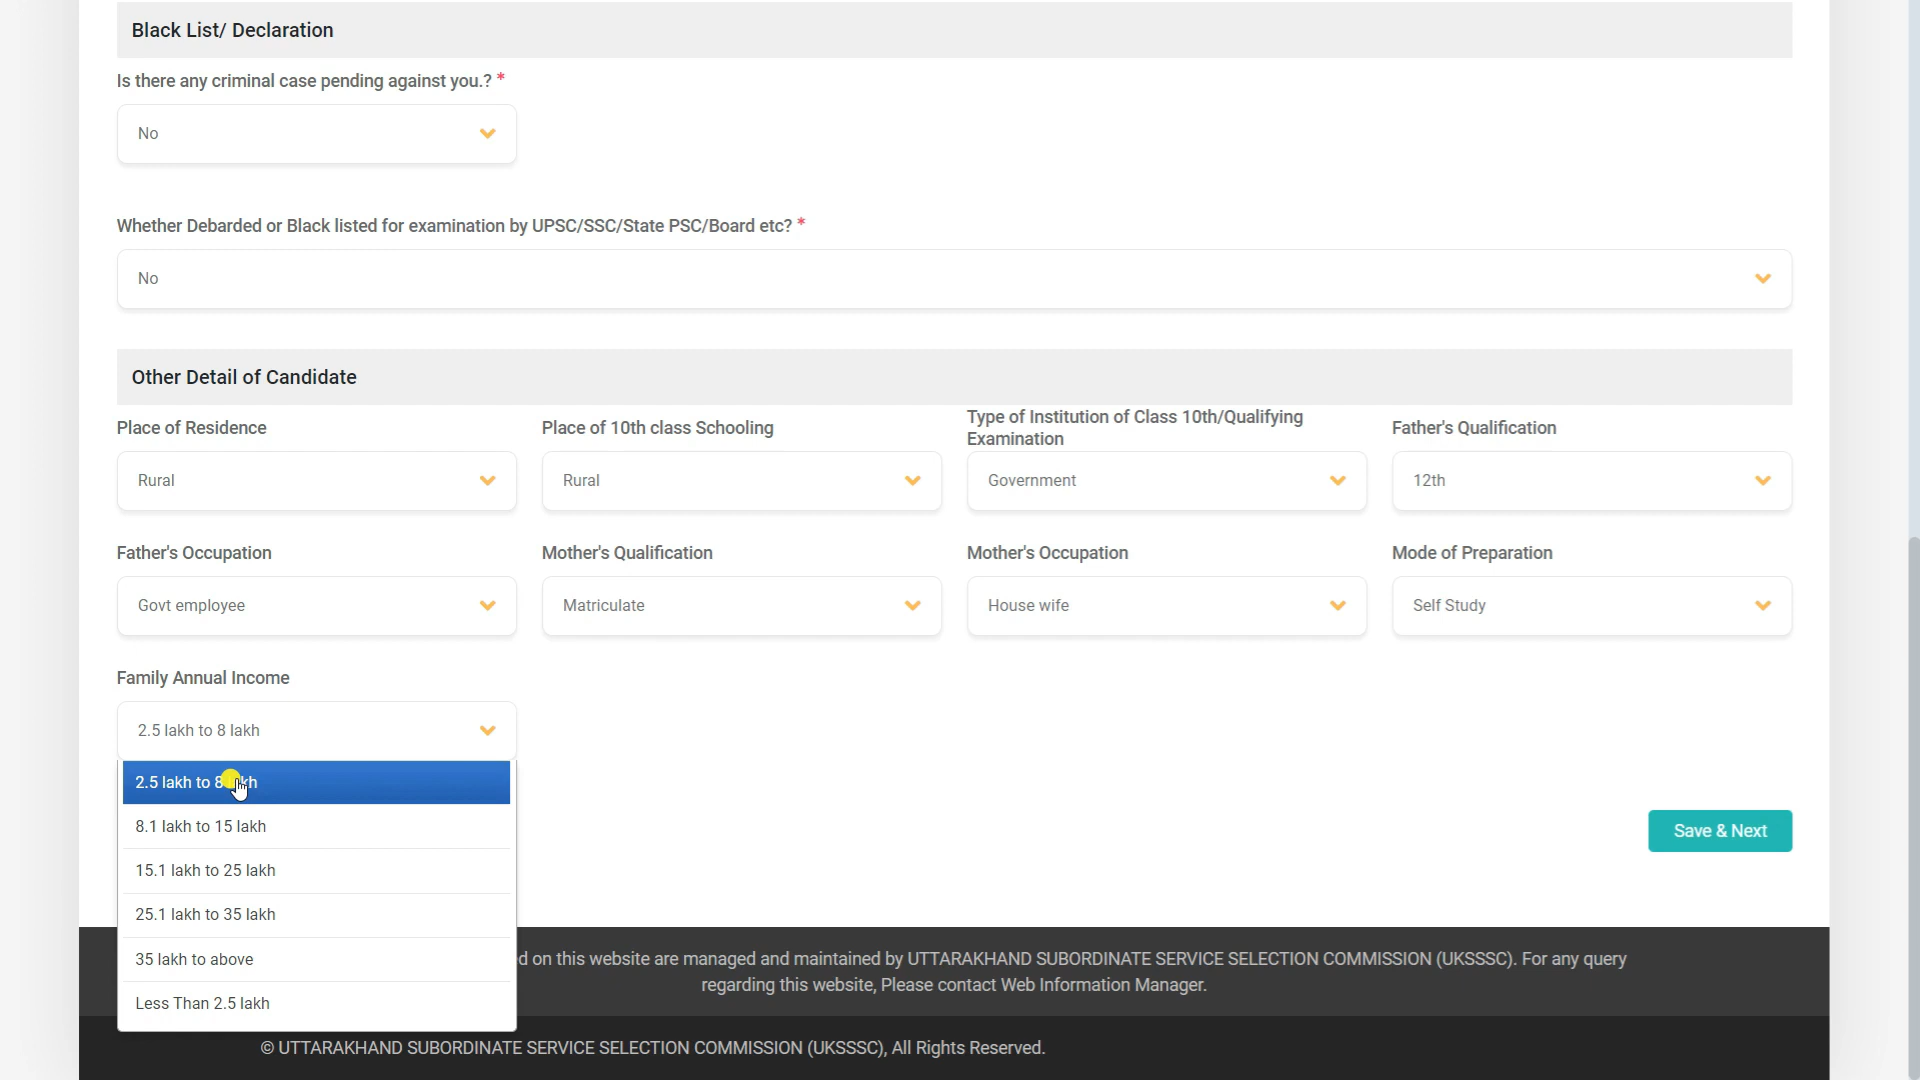 Black List/ Declaration
Is there any criminal case pending against you.? *
No
Whether Debarded or Black listed for examination by UPSC/SSC/State PSC/Board etc? *
No
Other Detail of Candidate
Place of Residence
Place of 10th class Schooling
Type of Institution of Class 10th/Qualifying
Examination
Father's Qualification
Rural
Rural
Government
12th
Father's Occupation
Mother's Qualification
Mother's Occupation
Mode of Preparation
Govt employee
Matriculate
House wife
Self Study
Family Annual Income
2.5 lakh to 8 lakh
2.5 lakh to 8 lakh
8.1 lakh to 15 lakh
15.1 lakh to 25 lakh
25.1 lakh to 35 lakh
35 lakh to above
Less Than 2.5 lakh
Save & Next
on this website are managed and maintained by UTTARAKHAND SUBORDINATE SERVICE SELECTION COMMISSION (UKSSSC). For any query
regarding this website, Please contact Web Information Manager.
© UTTARAKHAND SUBORDINATE SERVICE SELECTION COMMISSION (UKSSSC), All Rights Reserved.